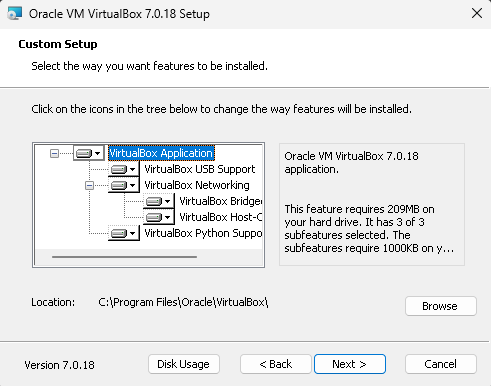 Oracle VM VirtualBox 7.0.18 Setup
Custom Setup
Select the way you want features to be installed.
Click on the icons in the tree below to change the way features will be installed.
VirtualBox Application
VirtualBox USB Support
VirtualBox Networking
VirtualBox Bridge
VirtualBox Host-C
VirtualBox Python Suppo
Oracle VM VirtualBox 7.0.18
application.
This feature requires 209MB on
your hard drive. It has 3 of 3
subfeatures selected. The
subfeatures require 1000KB on y...
Location: C:\Program Files\Oracle\VirtualBox\
Browse
Version 7.0.18
Disk Usage
< Back
Next >
Cancel